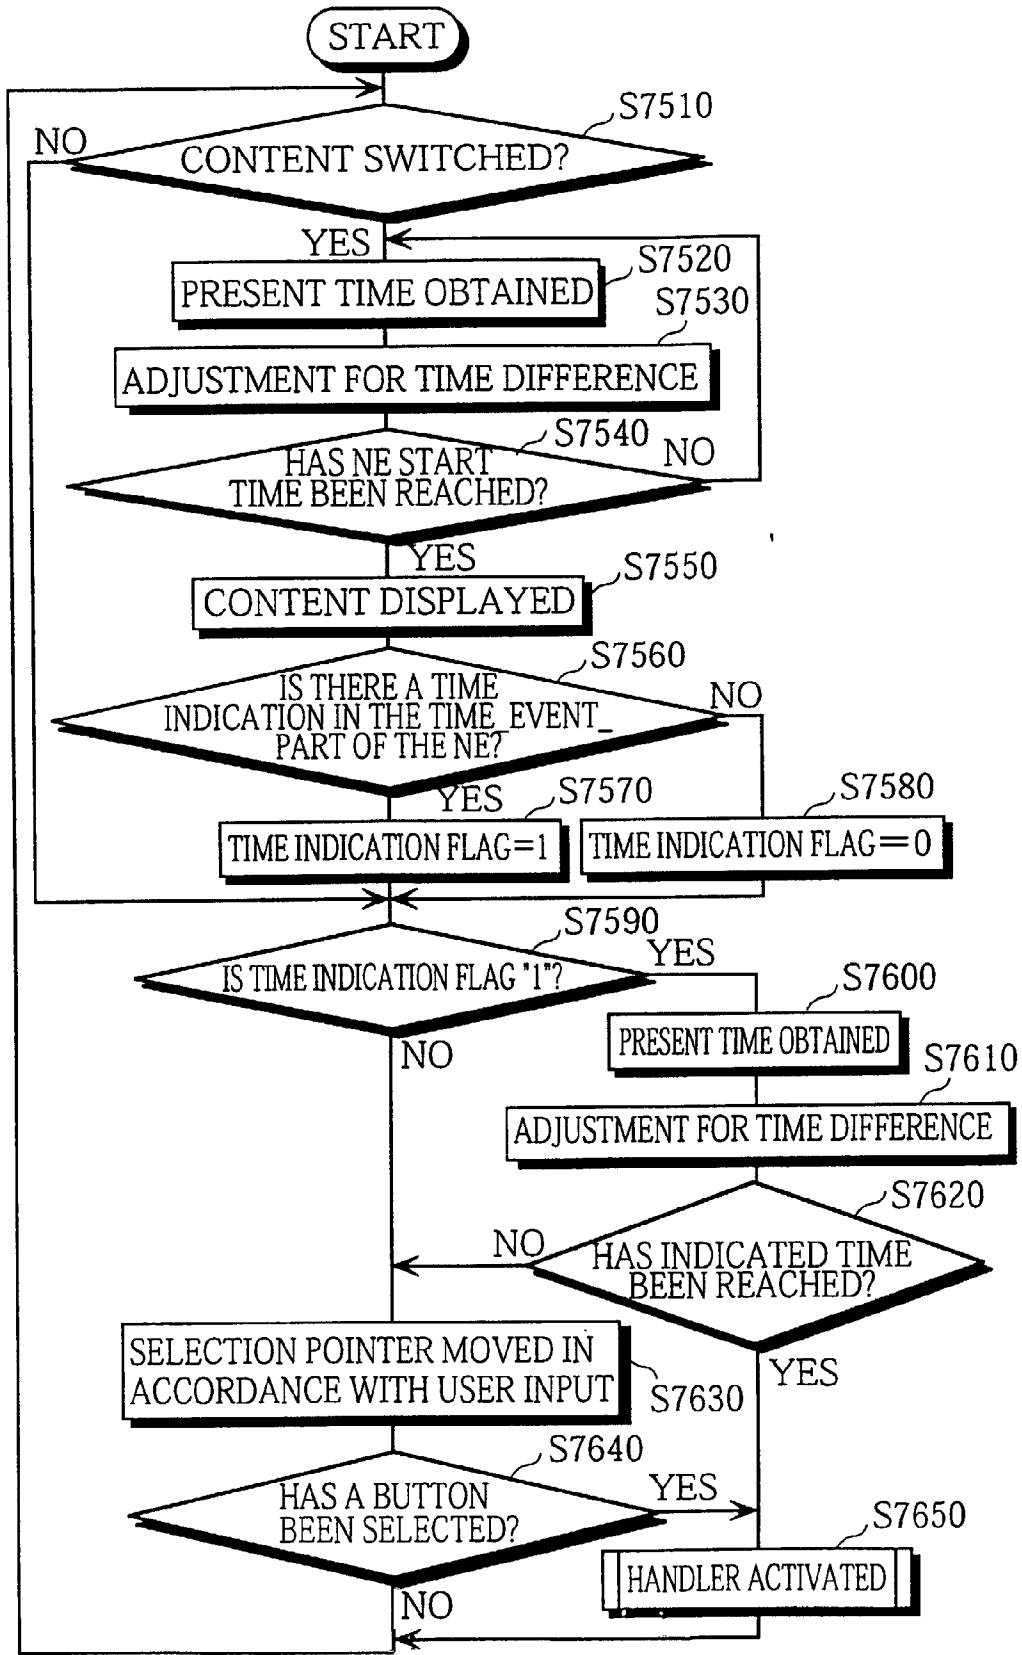 START
S7510
NO
CONTENT SWITCHED?
YES
S7520
PRESENT TIME OBTAINED
S7530
ADJUSTMENT FOR TIME DIFFERENCE
S7540
NO
HAS NE START
TIME BEEN REACHED?
YES
S7550
CONTENT DISPLAYED
S7560
IS THERE A TIME
INDICATION IN THE TIME_EVENT_
PART OF THE NE?
NO
YES
S7570
S7580
TIME INDICATION FLAG=1
TIME INDICATION FLAG=0
S7590
YES
IS TIME INDICATION FLAG "1"?
S7600
NO
PRESENT TIME OBTAINED
S7610
ADJUSTMENT FOR TIME DIFFERENCE
S7620
NO
HAS INDICATED TIME
BEEN REACHED?
SELECTION POINTER MOVED IN
ACCORDANCE WITH USER INPUT
YES
S7630
S7640
YES
HAS A BUTTON
BEEN SELECTED?
S7650
HANDLER ACTIVATED
NO